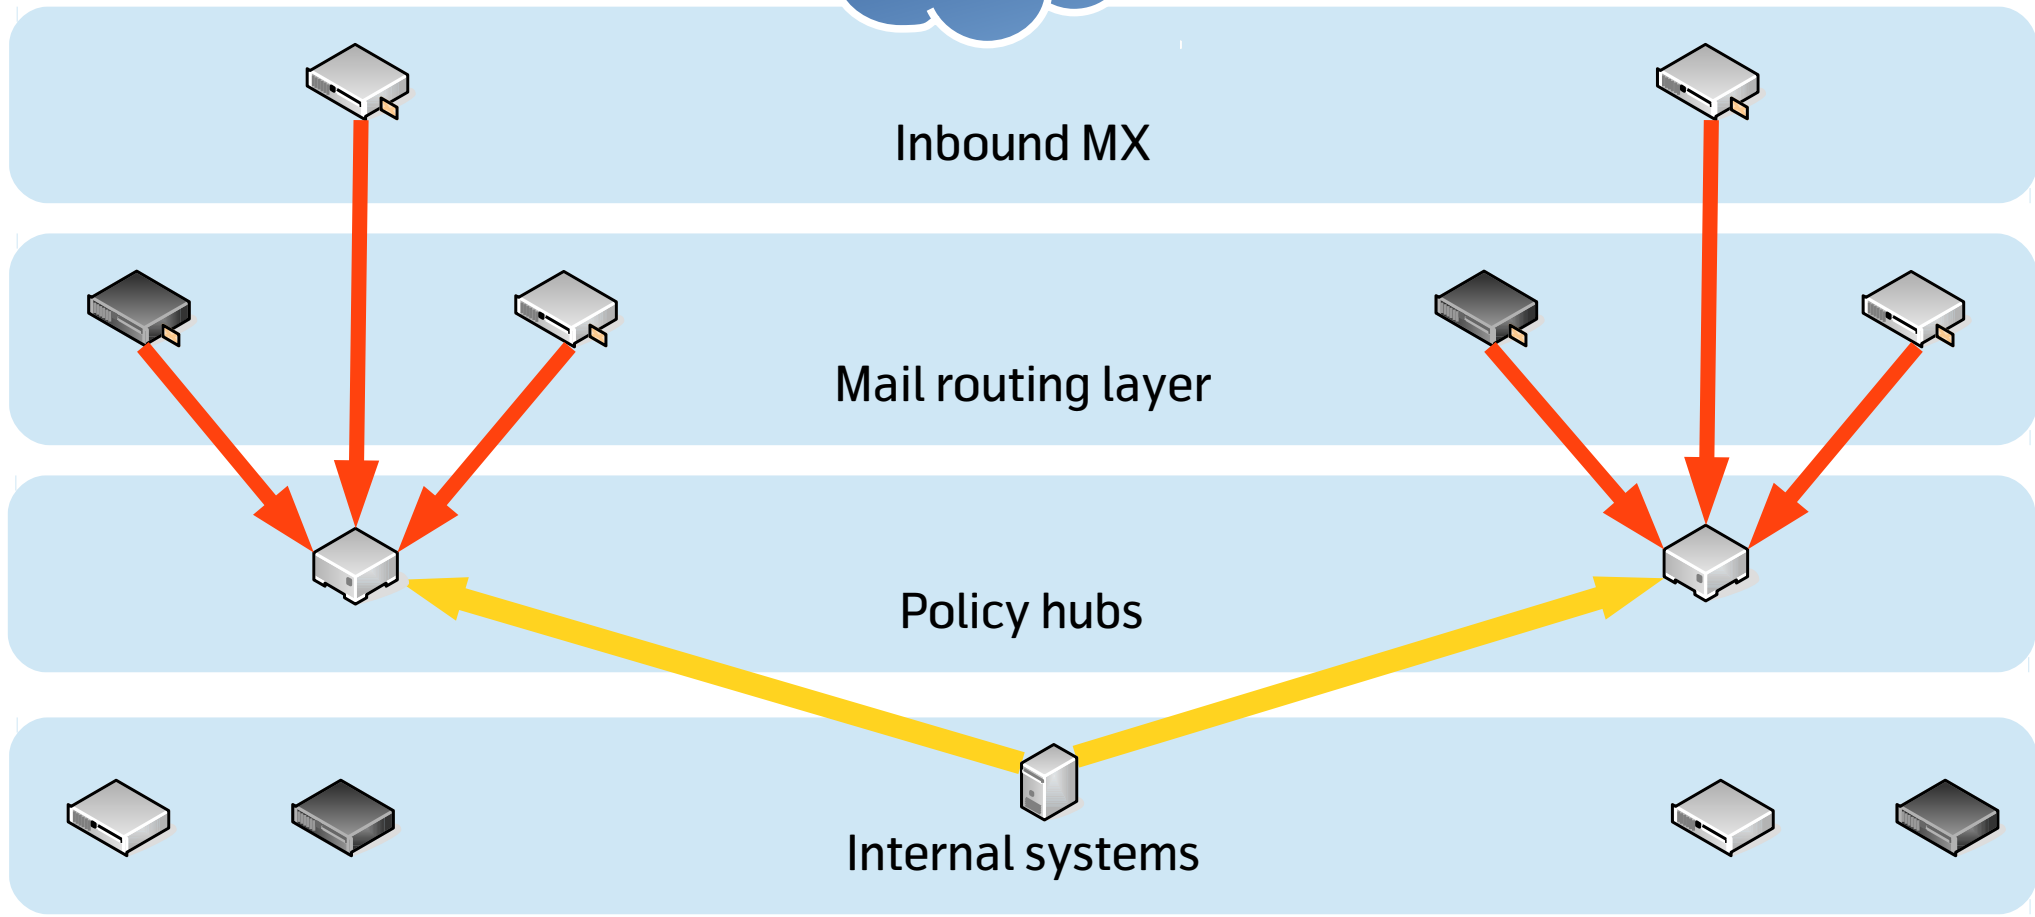 Inbound MX
Mail routing layer
Policy hubs
Internal systems